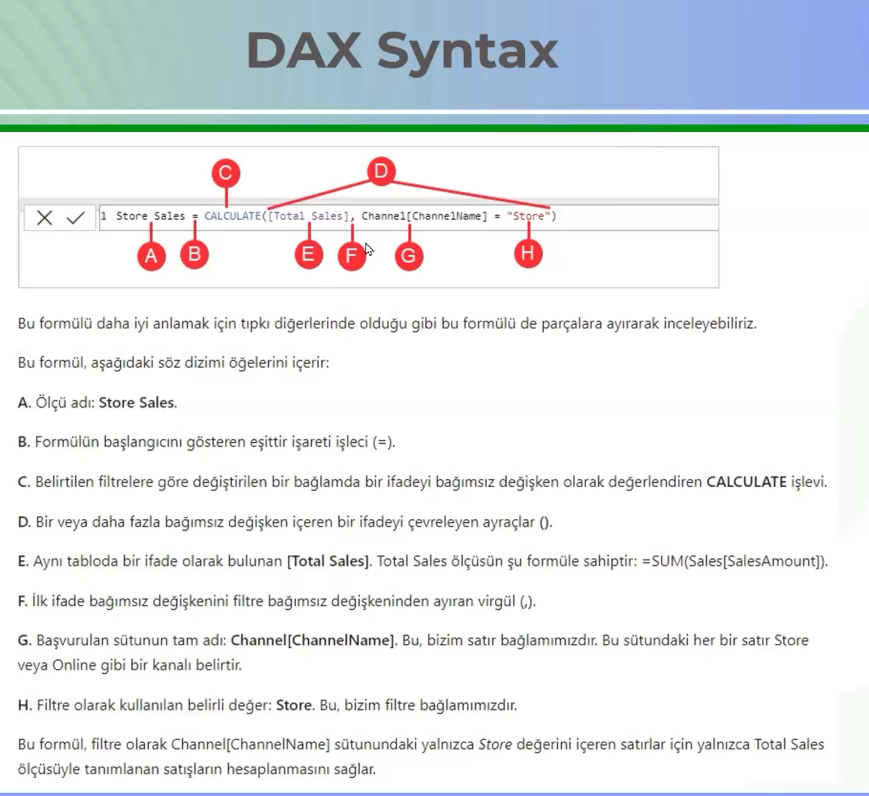 DAX Syntax
C
D
1 Store Sales = CALCULATE([Total Sales], Channel[ChannelName] = "Store")
A
B
E
F
G
H
Bu formülü daha iyi anlamak için tıpkı diğerlerinde olduğu gibi bu formülü de parçalara ayırarak inceleyebiliriz.
Bu formül, aşağıdaki söz dizimi öğelerini içerir:
A. Ölçü adı: Store Sales.
B. Formülün başlangıcını gösteren eşittir işareti işleci (=).
C. Belirtilen filtrelere göre değiştirilen bir bağlamda bir ifadeyi bağımsız değişken olarak değerlendiren CALCULATE işlevi.
D. Bir veya daha fazla bağımsız değişken içeren bir ifadeyi çevreleyen ayraçlar ().
E. Aynı tabloda bir ifade olarak bulunan [Total Sales]. Total Sales ölçüsün şu formüle sahiptir: =SUM(Sales[SalesAmount]).
F. İlk ifade bağımsız değişkenini filtre bağımsız değişkeninden ayıran virgül (,).
G. Başvurulan sütunun tam adı: Channel[ChannelName]. Bu, bizim satır bağlamımızdır. Bu sütundaki her bir satır Store
veya Online gibi bir kanalı belirtir.
H. Filtre olarak kullanılan belirli değer: Store. Bu, bizim filtre bağlamımızdır.
Bu formül, filtre olarak Channel[ChannelName] sütunundaki yalnızca Store değerini içeren satırlar için yalnızca Total Sales
ölçüsüyle tanımlanan satışların hesaplanmasını sağlar.